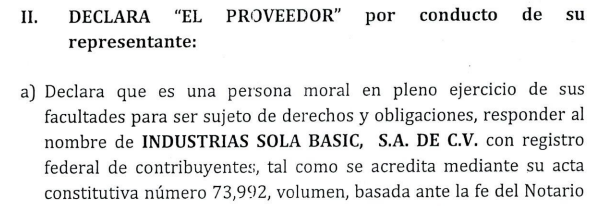 II. DECLARA “EL PROVEEDOR” por conducto de su
representante:
a) Declara que es una persona moral en pleno ejercicio de sus
facultades para ser sujeto de derechos y obligaciones, responder al
nombre de INDUSTRIAS SOLA BASIC, S.A. DE C.V. con registro
federal de contribuyentes, tal como se acredita mediante su acta
constitutiva número 73,992, volumen, basada ante la fe del Notario